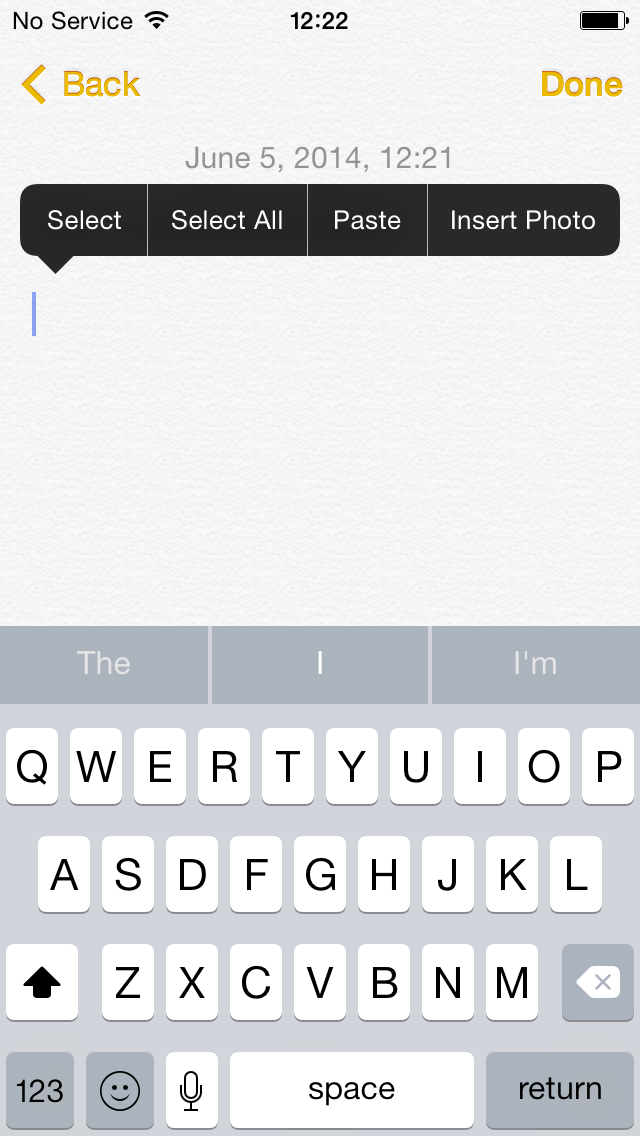 No Service 12:22
Back Done
June 5, 2014, 12:21
Select Select All Paste Insert Photo
The I I'm
Q W E R T Y U I O P
A S D F G H J K L
Z X C V B N M
123 space return